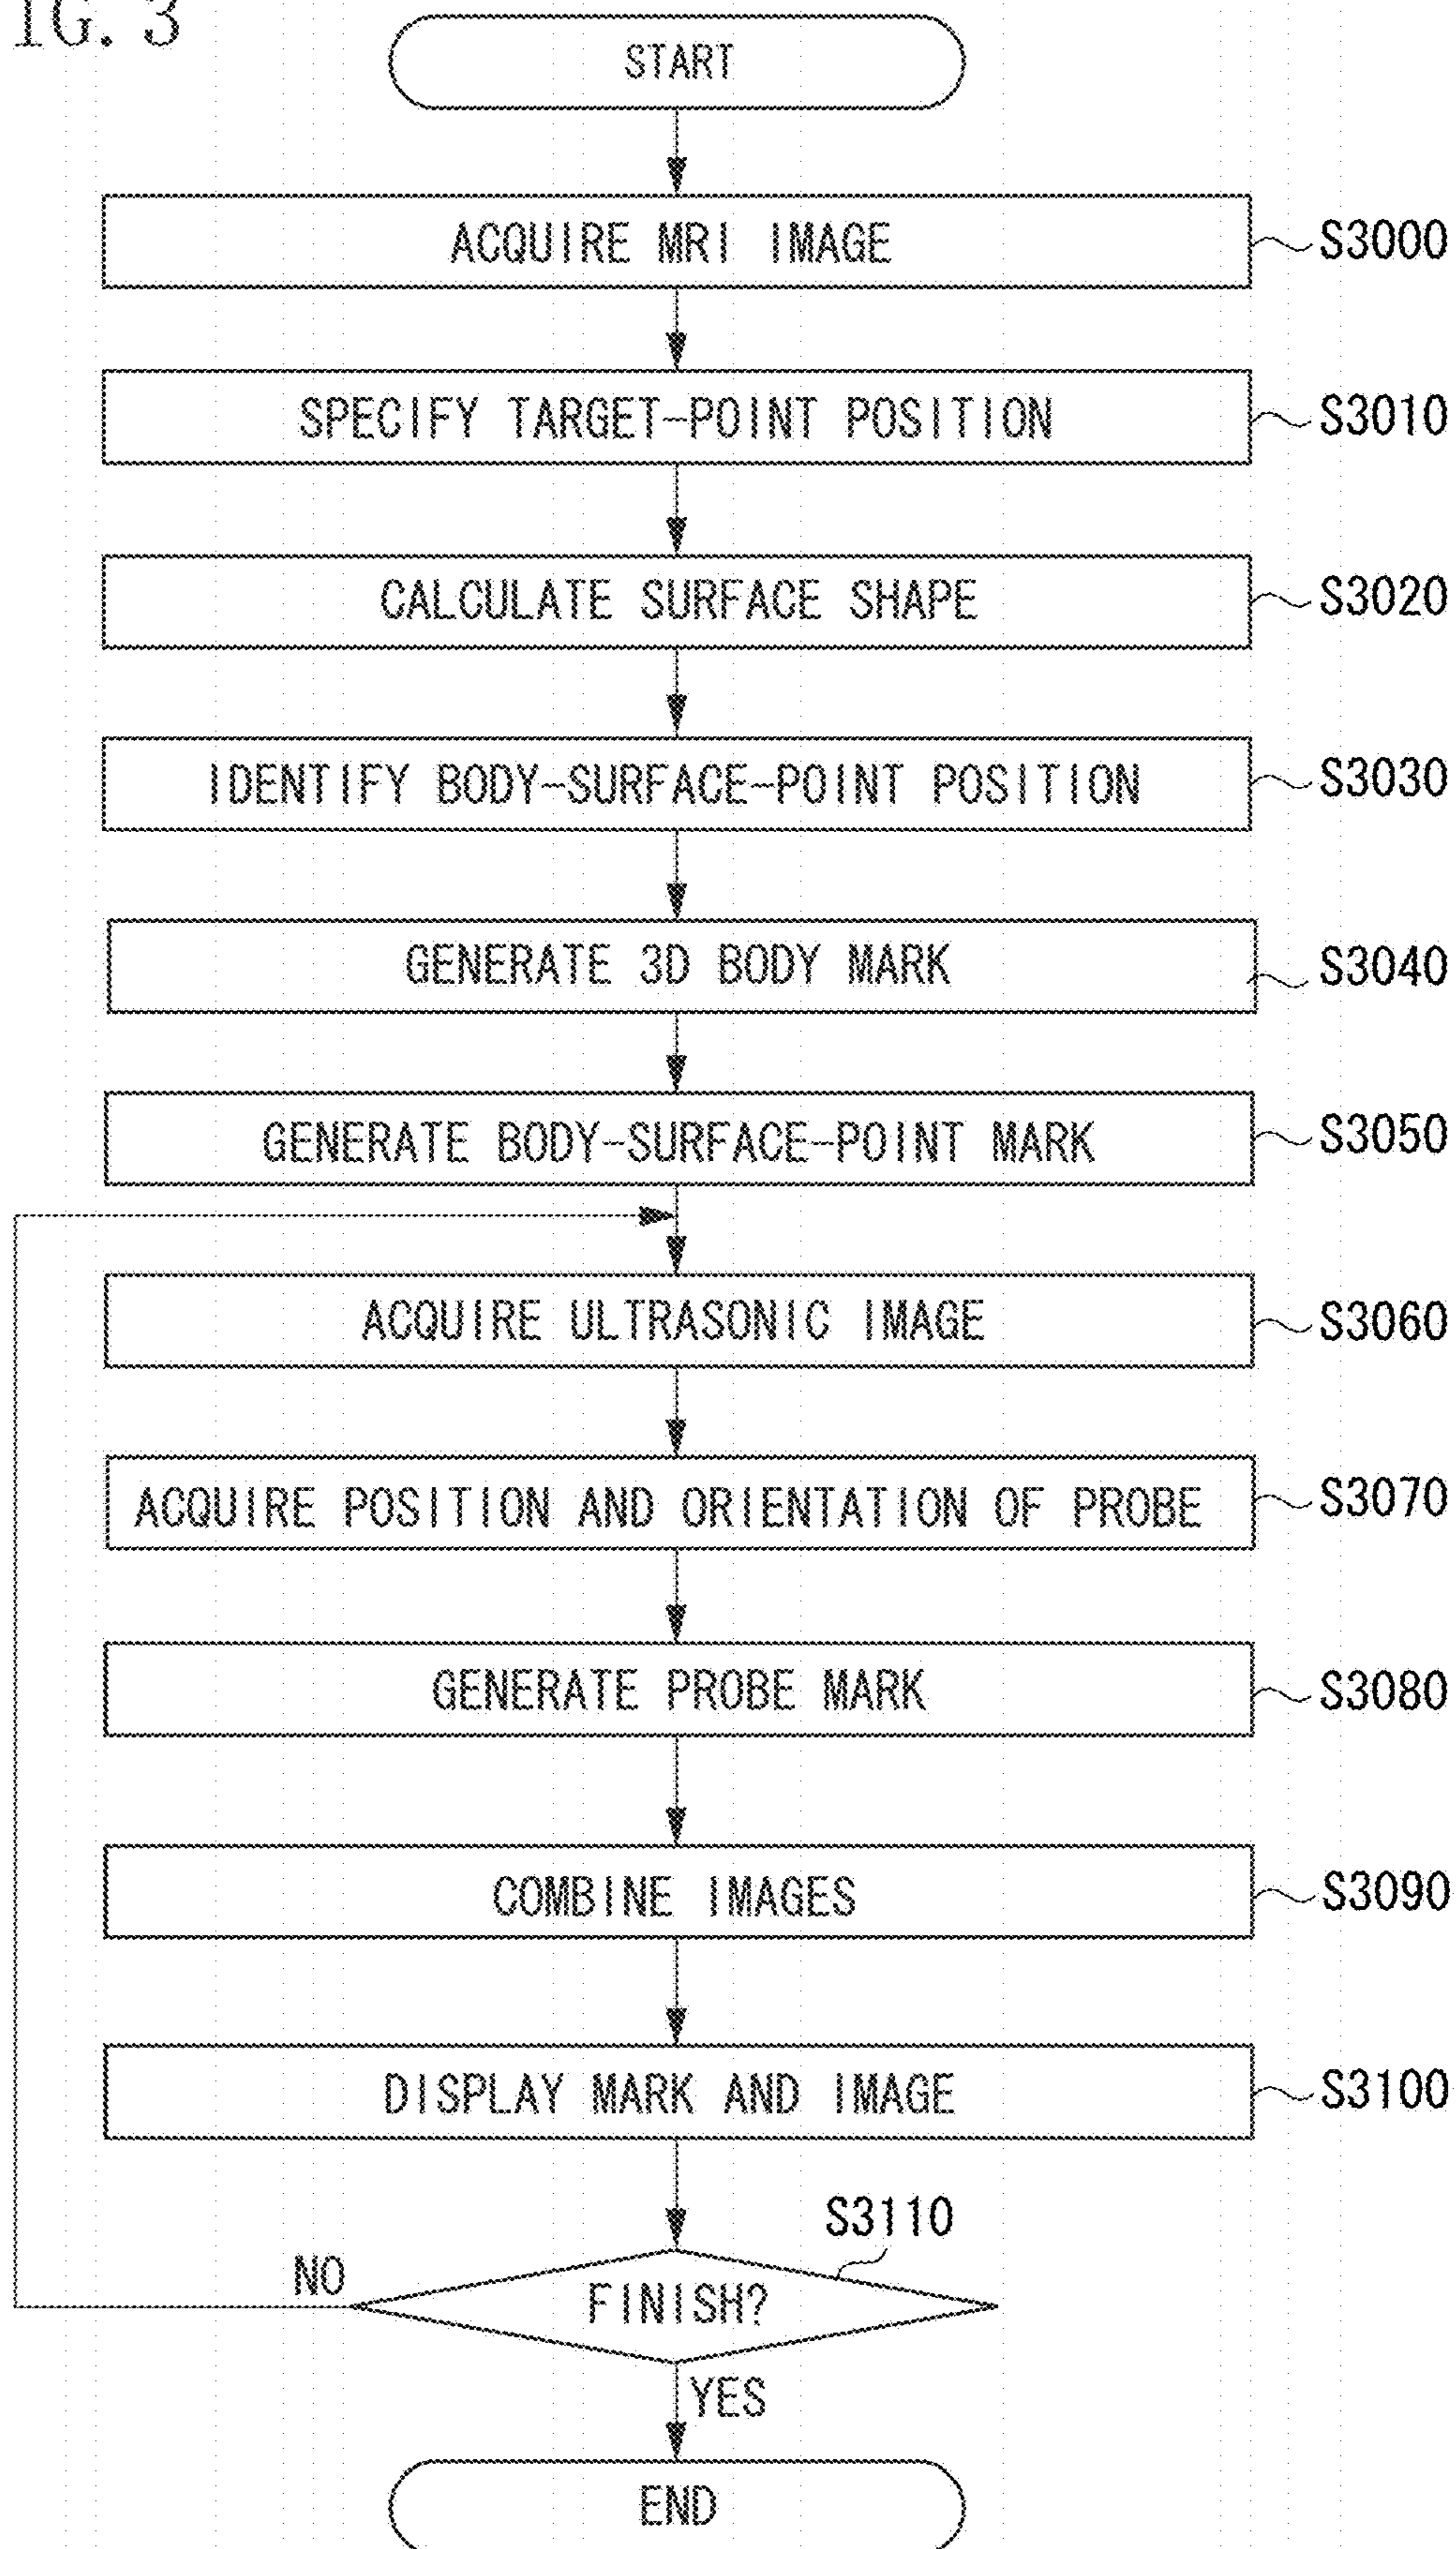 IG. 3
START
ACQUIRE MRI IMAGE S3000
SPECIFY TARGET-POINT POSITION S3010
CALCULATE SURFACE SHAPE S3020
IDENTIFY BODY-SURFACE-POINT POSITION S3030
GENERATE 3D BODY MARK S3040
GENERATE BODY-SURFACE-POINT MARK S3050
ACQUIRE ULTRASONIC IMAGE S3060
ACQUIRE POSITION AND ORIENTATION OF PROBE S3070
GENERATE PROBE MARK S3080
COMBINE IMAGES S3090
DISPLAY MARK AND IMAGE S3100
S3110
NO
FINISH?
YES
END